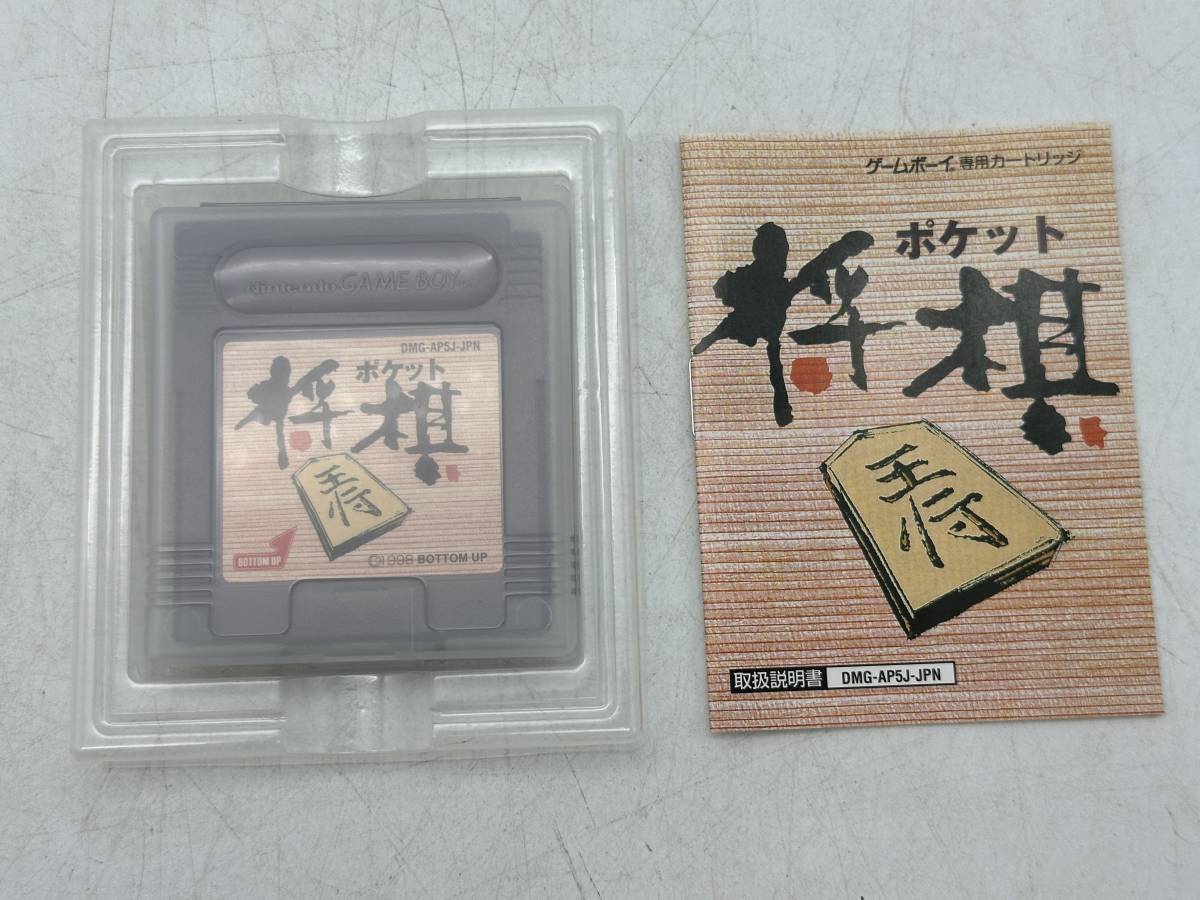 Nintendo GAME BOY TM
DMG-AP5J-JPN
ポケット
将棋
王将
BOTTOM UP
©1998 BOTTOM UP
ゲームボーイ®専用カートリッジ
ポケット
将棋
王将
取扱説明書 DMG-AP5J-JPN